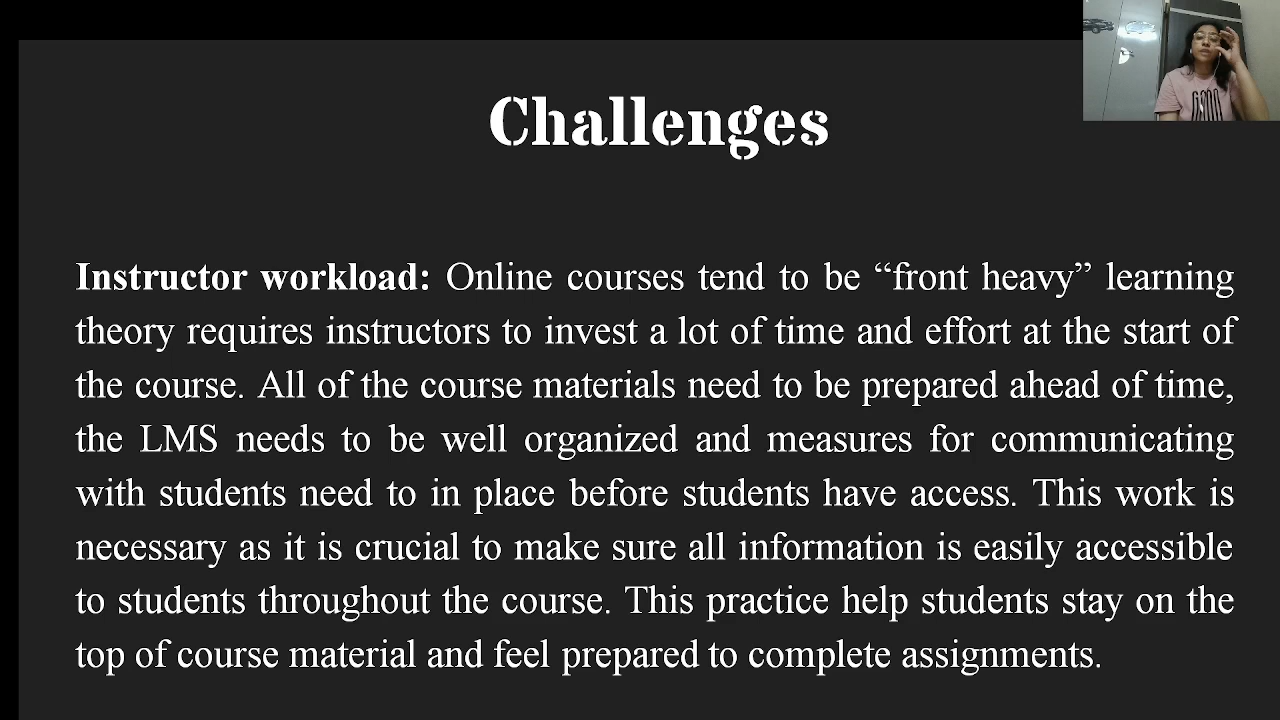 Challenges
Instructor workload: Online courses tend to be “front heavy” learning
theory requires instructors to invest a lot of time and effort at the start of
the course. All of the course materials need to be prepared ahead of time,
the LMS needs to be well organized and measures for communicating
with students need to in place before students have access. This work is
necessary as it is crucial to make sure all information is easily accessible
to students throughout the course. This practice help students stay on the
top of course material and feel prepared to complete assignments.